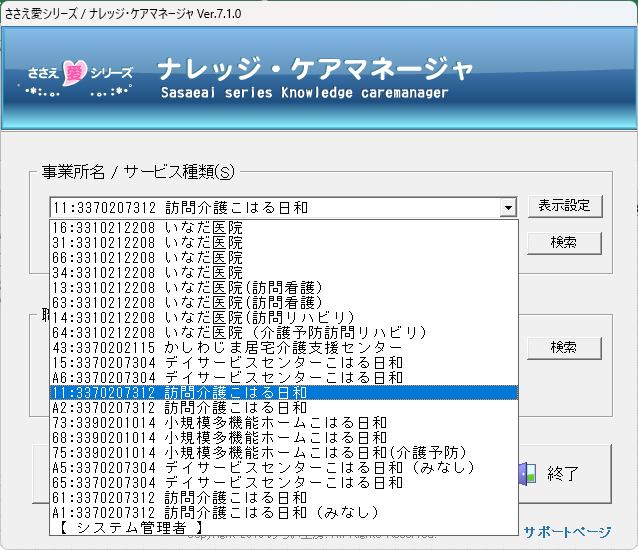 ささえ愛シリーズ / ナレッジ・ケアマネージャ Ver.7.1.0
ささえ愛シリーズ
ナレッジ・ケアマネージャ
Sasaeai series Knowledge caremanager
事業所名 / サービス種類(S)
11:3370207312 訪問介護こはる日和
表示設定
検索
16:3310212208 いなだ医院
31:3310212208 いなだ医院
66:3310212208 いなだ医院
34:3310212208 いなだ医院
13:3310212208 いなだ医院(訪問看護)
63:3310212208 いなだ医院(訪問看護)
14:3310212208 いなだ医院(訪問リハビリ)
64:3310212208 いなだ医院（介護予防訪問リハビリ）
43:3370202115 かしわじま居宅介護支援センター
検索
15:3370207304 デイサービスセンターこはる日和
A6:3370207304 デイサービスセンターこはる日和
11:3370207312 訪問介護こはる日和
A2:3370207312 訪問介護こはる日和
73:3390201014 小規模多機能ホームこはる日和
68:3390201014 小規模多機能ホームこはる日和
75:3390201014 小規模多機能ホームこはる日和(介護予防)
A5:3370207304 デイサービスセンターこはる日和（みなし）
65:3370207304 デイサービスセンターこはる日和
終了
61:3370207312 訪問介護こはる日和
A1:3370207312 訪問介護こはる日和（みなし）
【 システム管理者 】
サポートページ